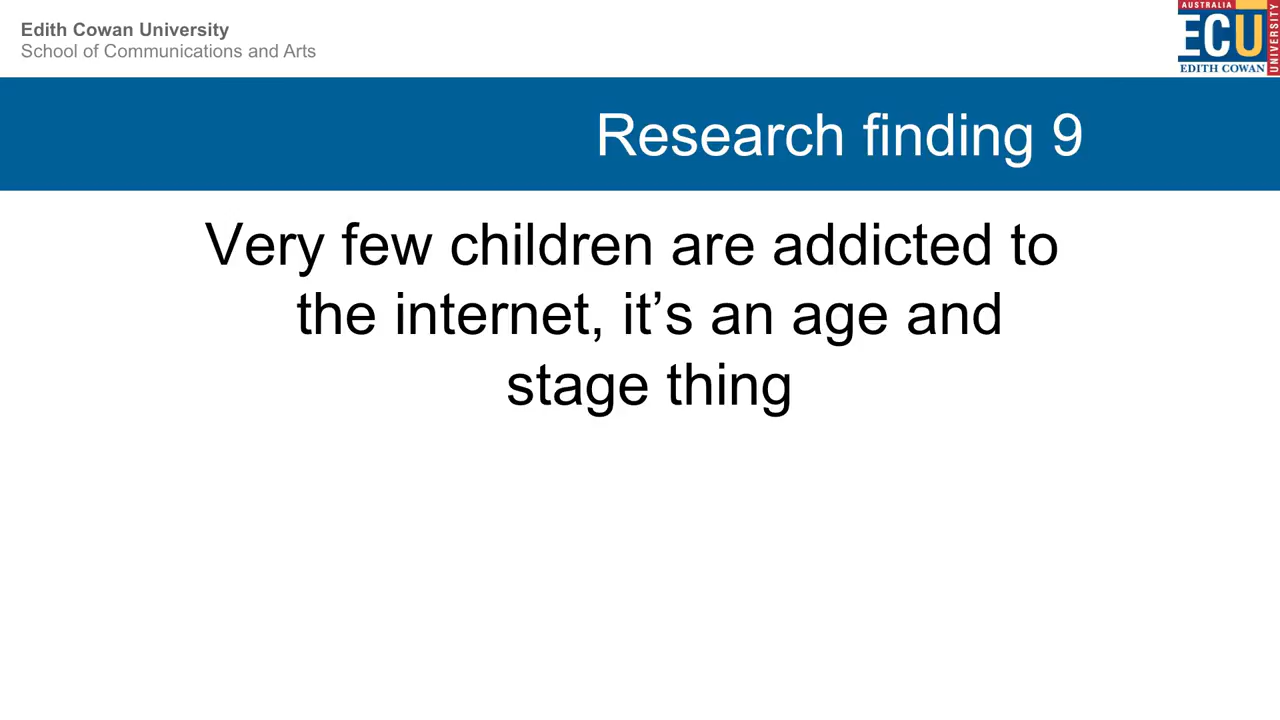 Edith Cowan University
School of Communications and Arts
AUSTRALIA
ECU
EDITH COWAN
UNIVERSITY
Research finding 9
Very few children are addicted to
the internet, it’s an age and
stage thing